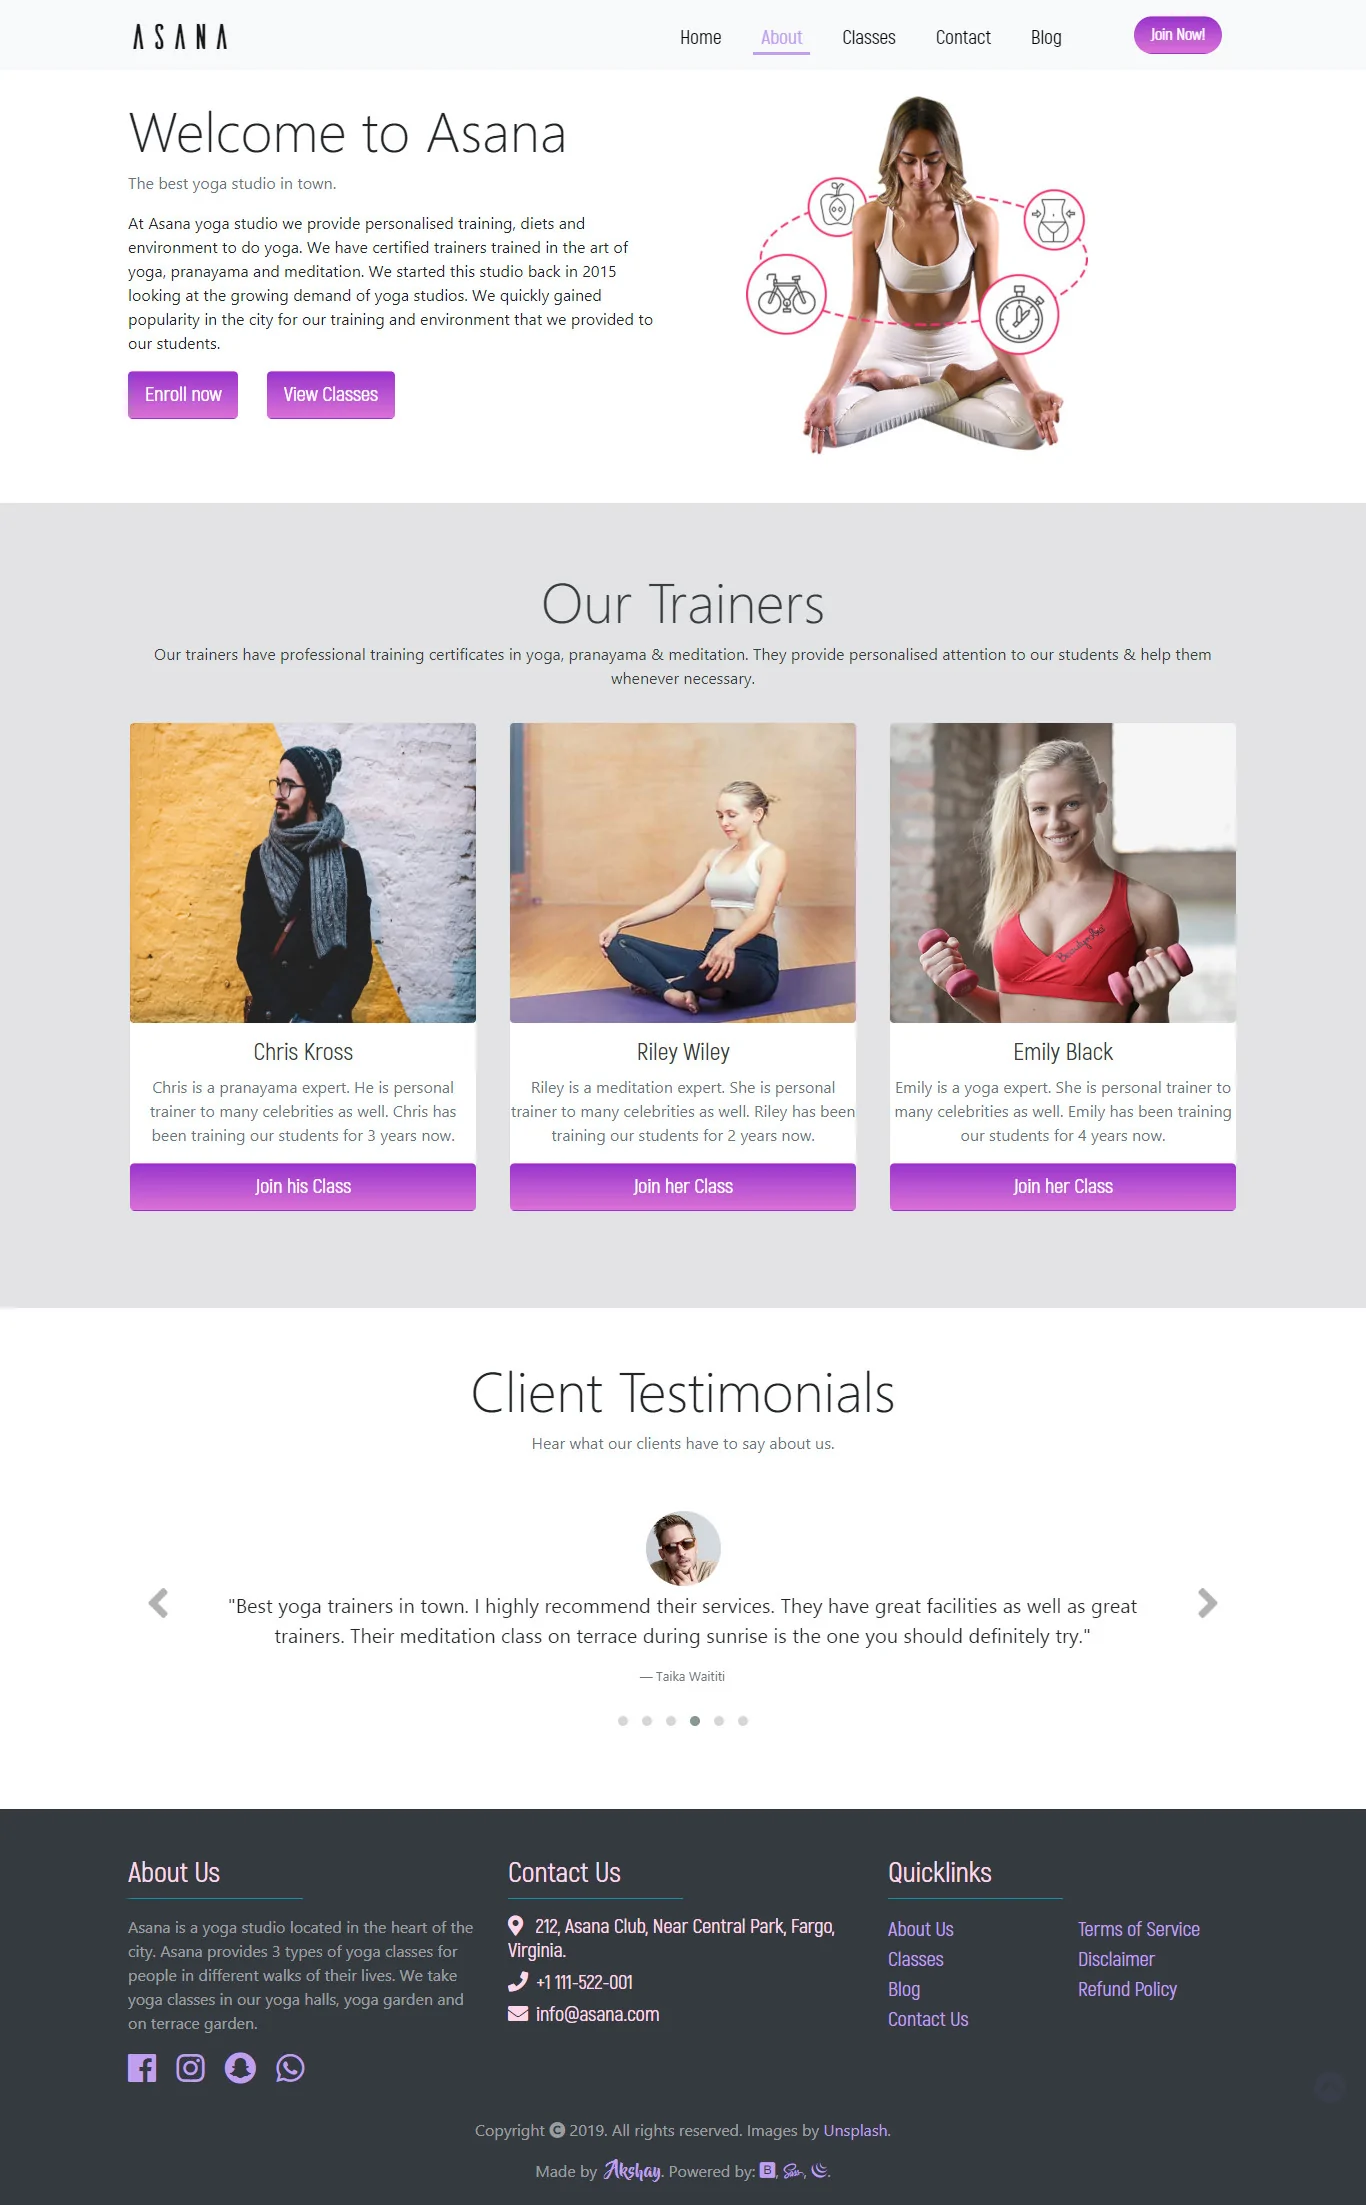 ASANA
Home About Classes Contact Blog Join Now!
Welcome to Asana
The best yoga studio in town.
At Asana yoga studio we provide personalised training, diets and
environment to do yoga. We have certified trainers trained in the art of
yoga, pranayama and meditation. We started this studio back in 2015
looking at the growing demand of yoga studios. We quickly gained
popularity in the city for our training and environment that we provided to
our students.
Enroll now View Classes
Our Trainers
Our trainers have professional training certificates in yoga, pranayama & meditation. They provide personalised attention to our students & help them
whenever necessary.
Chris Kross
Chris is a pranayama expert. He is personal
trainer to many celebrities as well. Chris has
been training our students for 3 years now.
Join his Class
Riley Wiley
Riley is a meditation expert. She is personal
trainer to many celebrities as well. Riley has been
training our students for 2 years now.
Join her Class
Emily Black
Emily is a yoga expert. She is personal trainer to
many celebrities as well. Emily has been training
our students for 4 years now.
Join her Class
Client Testimonials
Hear what our clients have to say about us.
"Best yoga trainers in town. I highly recommend their services. They have great facilities as well as great
trainers. Their meditation class on terrace during sunrise is the one you should definitely try."
— Taika Waititi
About Us
Asana is a yoga studio located in the heart of the
city. Asana provides 3 types of yoga classes for
people in different walks of their lives. We take
yoga classes in our yoga halls, yoga garden and
on terrace garden.
Contact Us
212, Asana Club, Near Central Park, Fargo,
Virginia.
+1 111-522-001
info@asana.com
Quicklinks
About Us
Classes
Blog
Contact Us
Terms of Service
Disclaimer
Refund Policy
Copyright © 2019. All rights reserved. Images by Unsplash.
Made by Akshay. Powered by: B, Sass, .